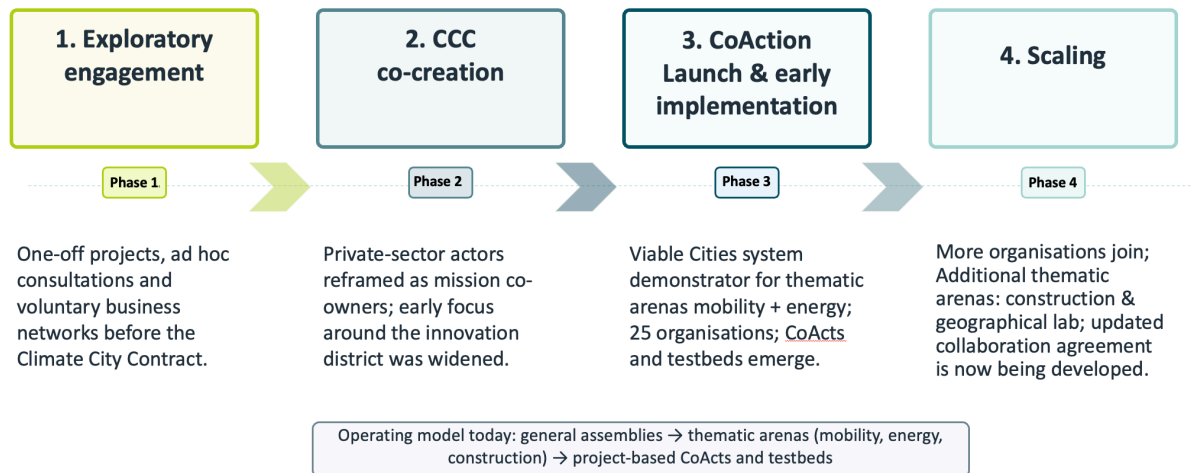 1. Exploratory
engagement
2. CCC
co-creation
3. CoAction
Launch & early
implementation
4. Scaling
Phase 1
Phase 2
Phase 3
Phase 4
One-off projects, ad hoc
consultations and
voluntary business
networks before the
Climate City Contract.
Private-sector actors
reframed as mission co-
owners; early focus
around the innovation
district was widened.
Viable Cities system
demonstrator for thematic
arenas mobility + energy;
25 organisations; CoActs
and testbeds emerge.
More organisations join;
Additional thematic
arenas: construction &
geographical lab; updated
collaboration agreement
is now being developed.
Operating model today: general assemblies → thematic arenas (mobility, energy,
construction) → project-based CoActs and testbeds